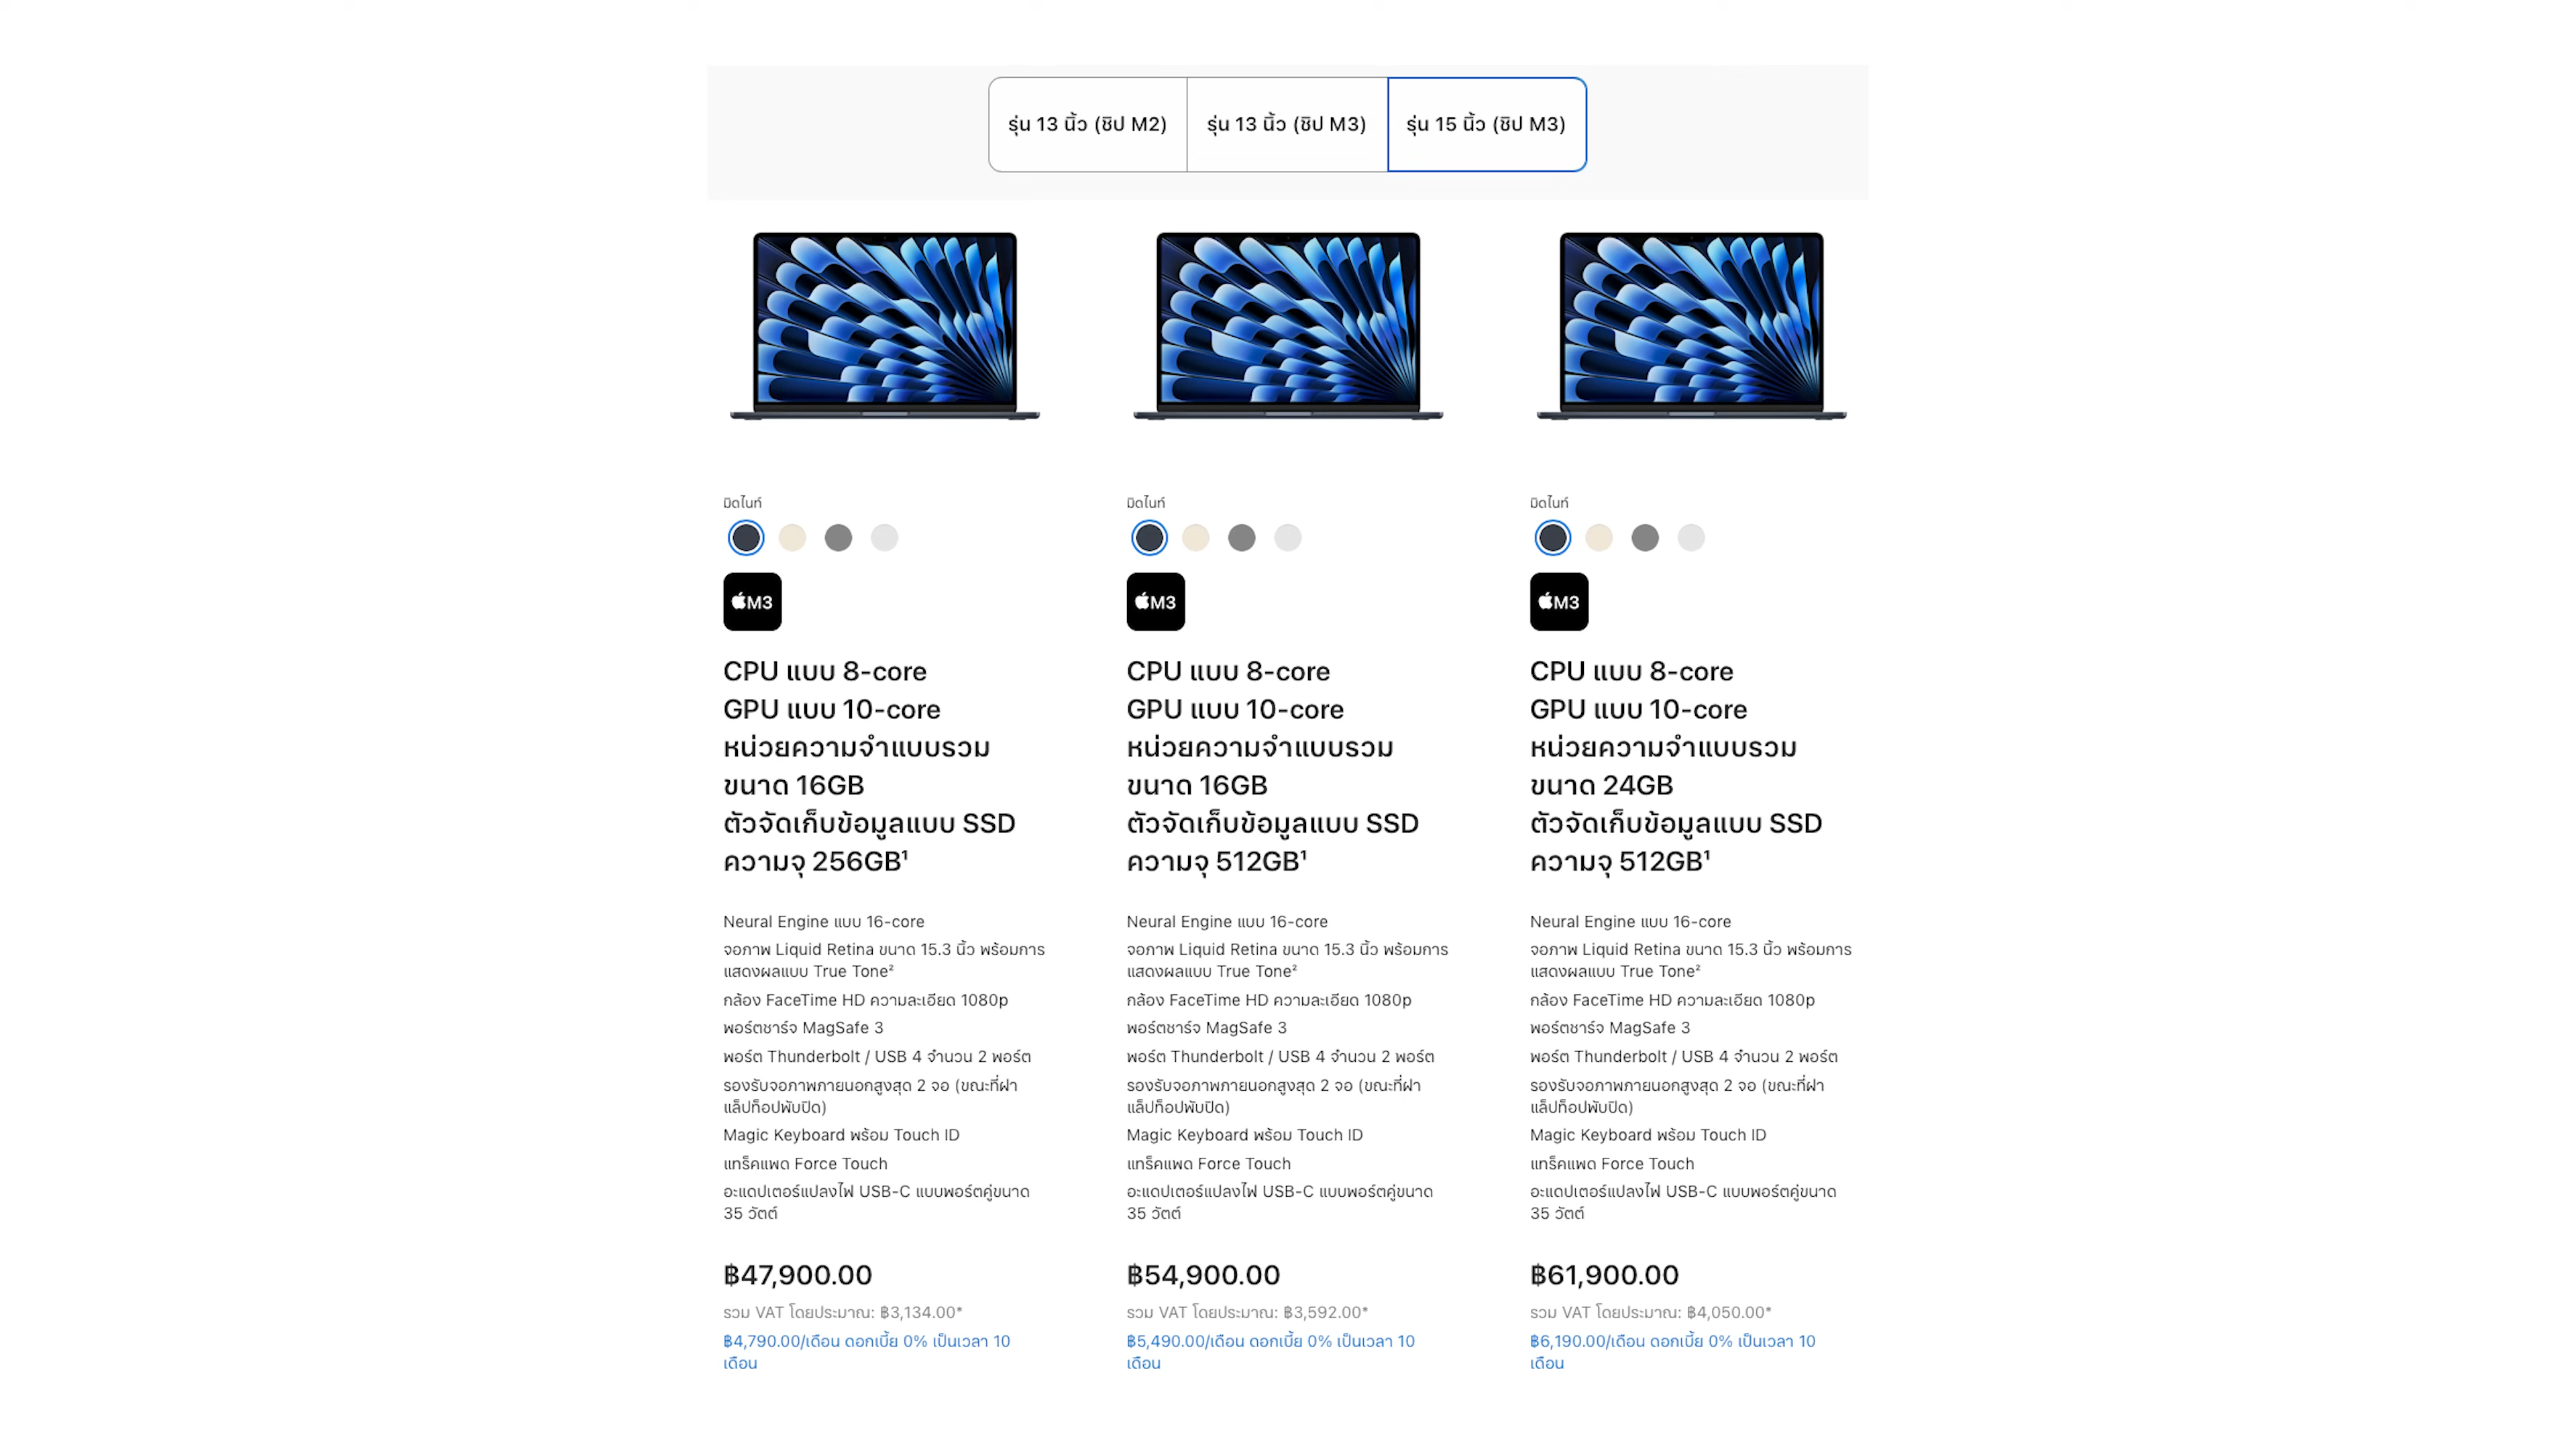 รุ่น 13 นิ้ว (ชิป M2)
รุ่น 13 นิ้ว (ชิป M3)
รุ่น 15 นิ้ว (ชิป M3)
มิดไนท์
M3
CPU แบบ 8-core
GPU แบบ 10-core
หน่วยความจำแบบรวม
ขนาด 16GB
ตัวจัดเก็บข้อมูลแบบ SSD
ความจุ 256GB¹
Neural Engine แบบ 16-core
จอภาพ Liquid Retina ขนาด 15.3 นิ้ว พร้อมการ
แสดงผลแบบ True Tone²
กล้อง FaceTime HD ความละเอียด 1080p
พอร์ตชาร์จ MagSafe 3
พอร์ต Thunderbolt / USB 4 จำนวน 2 พอร์ต
รองรับจอภาพภายนอกสูงสุด 2 จอ (ขณะที่ฝา
แล็ปท็อปพับปิด)
Magic Keyboard พร้อม Touch ID
แทร็คแพด Force Touch
อะแดปเตอร์แปลงไฟ USB-C แบบพอร์ตคู่ขนาด
35 วัตต์
฿47,900.00
รวม VAT โดยประมาณ: ฿3,134.00*
฿4,790.00/เดือน ดอกเบี้ย 0% เป็นเวลา 10
เดือน
มิดไนท์
M3
CPU แบบ 8-core
GPU แบบ 10-core
หน่วยความจำแบบรวม
ขนาด 16GB
ตัวจัดเก็บข้อมูลแบบ SSD
ความจุ 512GB¹
Neural Engine แบบ 16-core
จอภาพ Liquid Retina ขนาด 15.3 นิ้ว พร้อมการ
แสดงผลแบบ True Tone²
กล้อง FaceTime HD ความละเอียด 1080p
พอร์ตชาร์จ MagSafe 3
พอร์ต Thunderbolt / USB 4 จำนวน 2 พอร์ต
รองรับจอภาพภายนอกสูงสุด 2 จอ (ขณะที่ฝา
แล็ปท็อปพับปิด)
Magic Keyboard พร้อม Touch ID
แทร็คแพด Force Touch
อะแดปเตอร์แปลงไฟ USB-C แบบพอร์ตคู่ขนาด
35 วัตต์
฿54,900.00
รวม VAT โดยประมาณ: ฿3,592.00*
฿5,490.00/เดือน ดอกเบี้ย 0% เป็นเวลา 10
เดือน
มิดไนท์
M3
CPU แบบ 8-core
GPU แบบ 10-core
หน่วยความจำแบบรวม
ขนาด 24GB
ตัวจัดเก็บข้อมูลแบบ SSD
ความจุ 512GB¹
Neural Engine แบบ 16-core
จอภาพ Liquid Retina ขนาด 15.3 นิ้ว พร้อมการ
แสดงผลแบบ True Tone²
กล้อง FaceTime HD ความละเอียด 1080p
พอร์ตชาร์จ MagSafe 3
พอร์ต Thunderbolt / USB 4 จำนวน 2 พอร์ต
รองรับจอภาพภายนอกสูงสุด 2 จอ (ขณะที่ฝา
แล็ปท็อปพับปิด)
Magic Keyboard พร้อม Touch ID
แทร็คแพด Force Touch
อะแดปเตอร์แปลงไฟ USB-C แบบพอร์ตคู่ขนาด
35 วัตต์
฿61,900.00
รวม VAT โดยประมาณ: ฿4,050.00*
฿6,190.00/เดือน ดอกเบี้ย 0% เป็นเวลา 10
เดือน